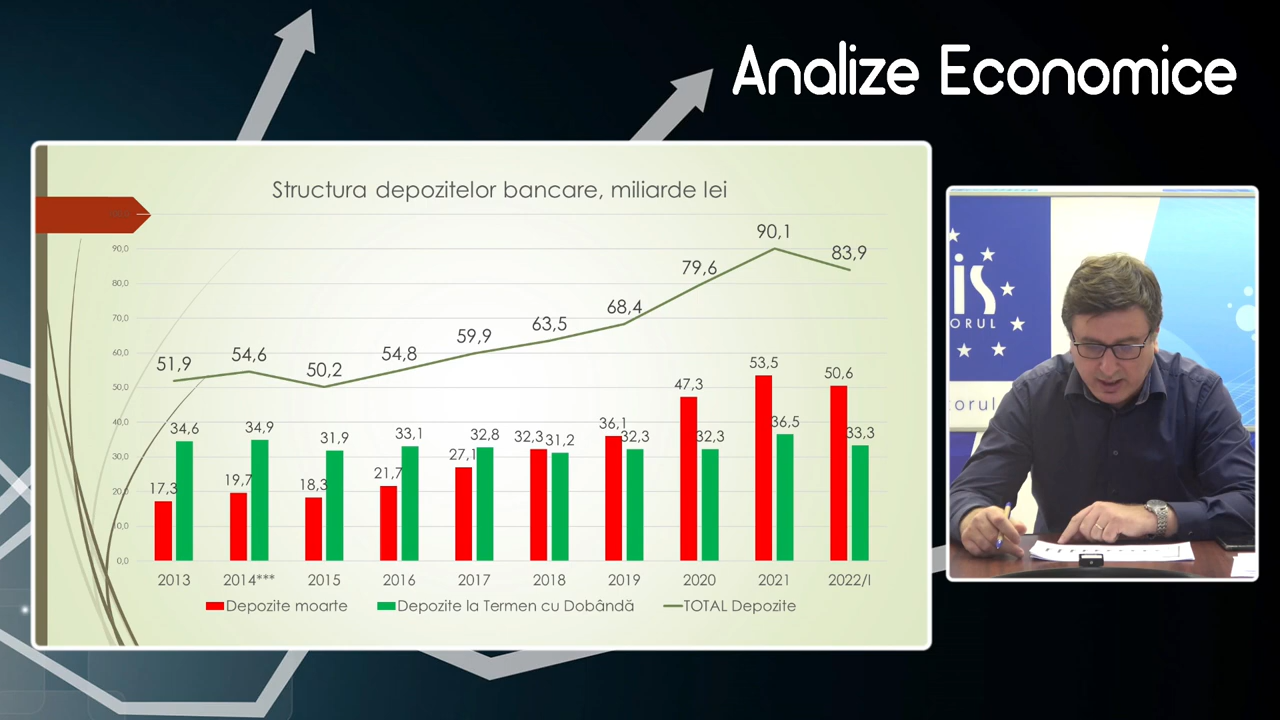 Analize Economice
Structura depozitelor bancare, miliarde lei
90,0
80,0
70,0
60,0
50,0
40,0
30,0
20,0
10,0
0,0
51,9 54,6 50,2 54,8 59,9 63,5 68,4 79,6 90,1 83,9
17,3 19,7 18,3 21,7 27,1 32,3 36,1 47,3 53,5 50,6
34,6 34,9 31,9 33,1 32,8 31,2 32,3 32,3 36,5 33,3
2013 2014*** 2015 2016 2017 2018 2019 2020 2021 2022/I
Depozite moarte Depozite la Termen cu Dobândă TOTAL Depozite
is
ORUL
orul